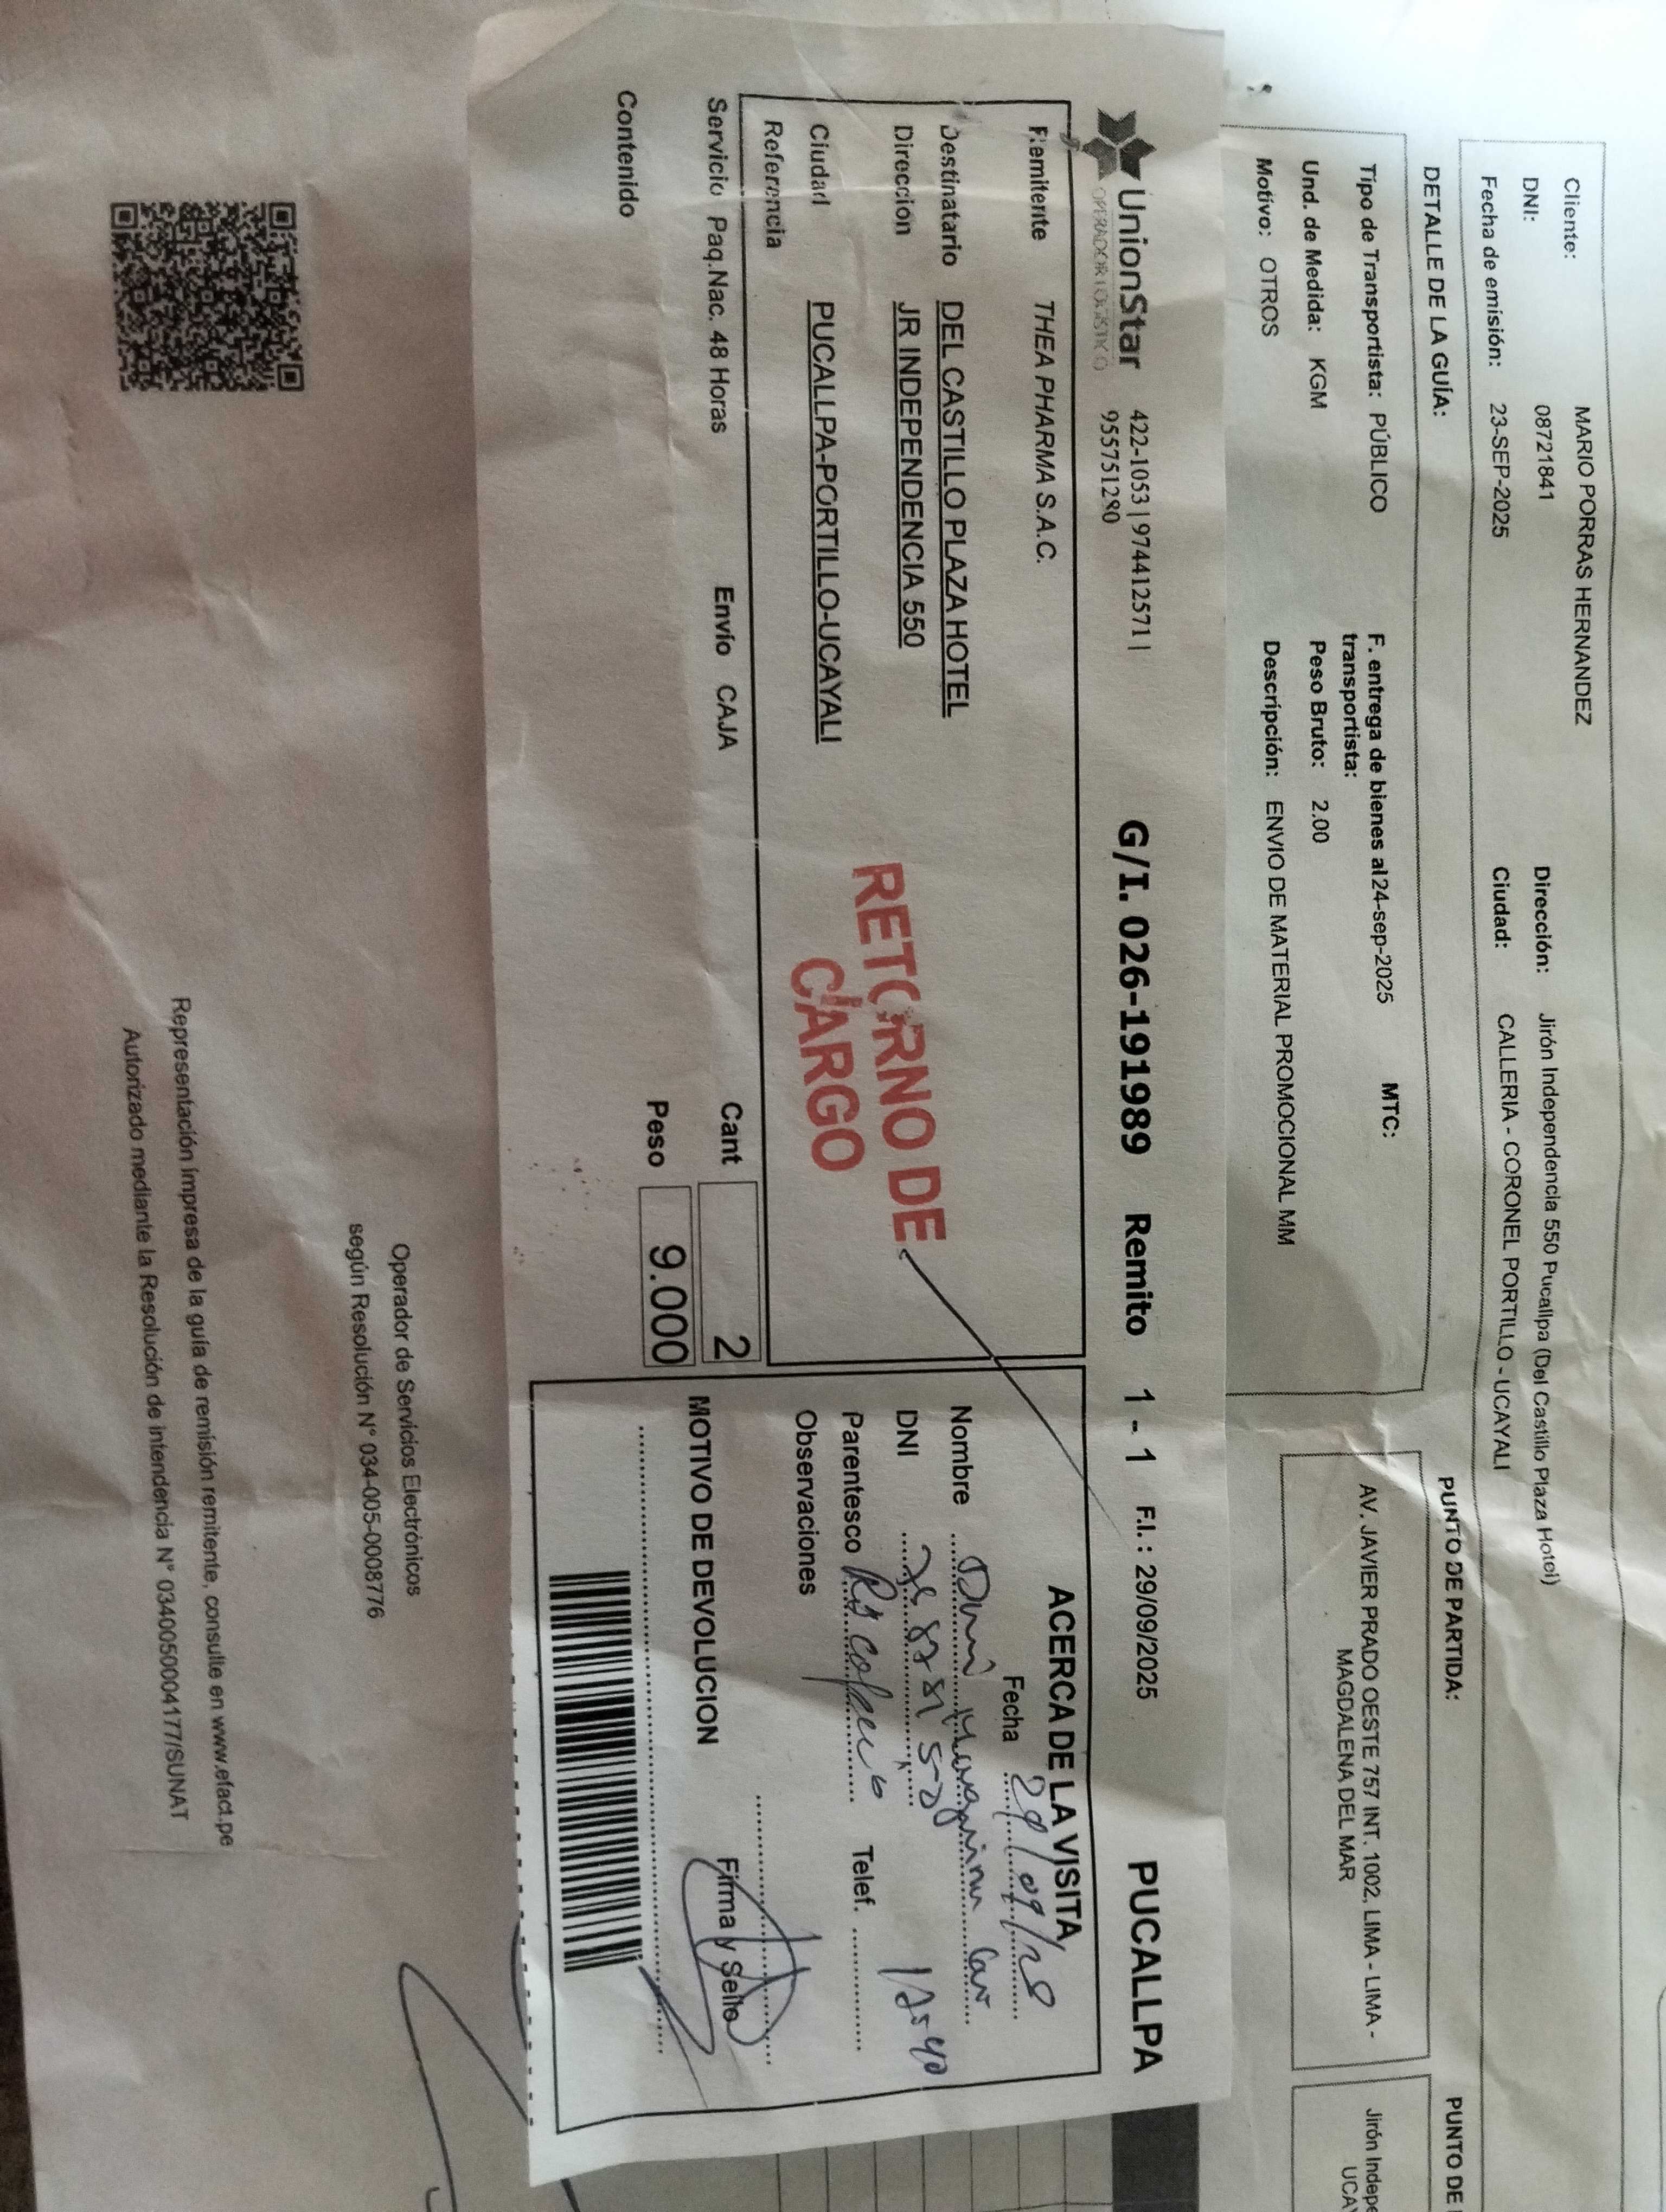 Cliente: MARIO PORRAS HERNANDEZ
DNI: 08721841 Dirección: Jirón Independencia 550 Pucallpa (Del Castillo Plaza Hotel)
Fecha de emisión: 23-SEP-2025 Ciudad: CALLERIA - CORONEL PORTILLO - UCAYALI
DETALLE DE LA GUÍA: PUNTO DE PARTIDA: PUNTO DE
Tipo de Transportista: PÚBLICO F. entrega de bienes al 24-sep-2025 MTC:
transportista:
Und. de Medida: KGM Peso Bruto: 2.00
Motivo: OTROS Descripción: ENVIO DE MATERIAL PROMOCIONAL MM
AV. JAVIER PRADO OESTE 757 INT. 1002, LIMA - LIMA -
MAGDALENA DEL MAR
Jirón Indepe
UCAY
UnionStar
OPERADOR LOGÍSTICO
422-1053 | 974412571 |
955751290
G/I. 026-191989 Remito 1 - 1 F.I. : 29/09/2025 PUCALLPA
Remitente THEA PHARMA S.A.C.
Destinatario DEL CASTILLO PLAZA HOTEL
Direccion JR INDEPENDENCIA 550
Ciudad PUCALLPA-PORTILLO-UCAYALI
Referencia
RETORNO DE
CARGO
Servicio Paq.Nac. 48 Horas Envío CAJA Cant 2
Contenido Peso 9.000
ACERCA DE LA VISITA
Fecha
Nombre
DNI
Parentesco Telef.
Observaciones
Firma y Sello
MOTIVO DE DEVOLUCION
Operador de Servicios Electrónicos
según Resolución N° 034-005-0008776
Representación impresa de la guía de remisión remitente, consulte en www.efact.pe
Autorizado mediante la Resolución de intendencia N° 0340050004177/SUNAT